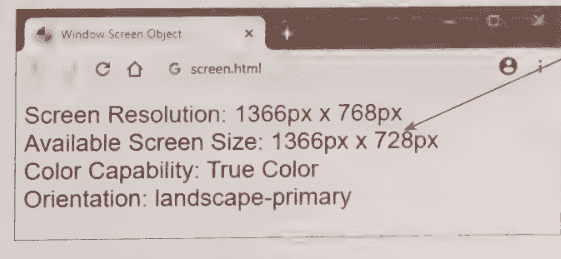 Window Screen Object
screen.html
Screen Resolution: 1366px x 768px
Available Screen Size: 1366px x 728px
Color Capability: True Color
Orientation: landscape-primary